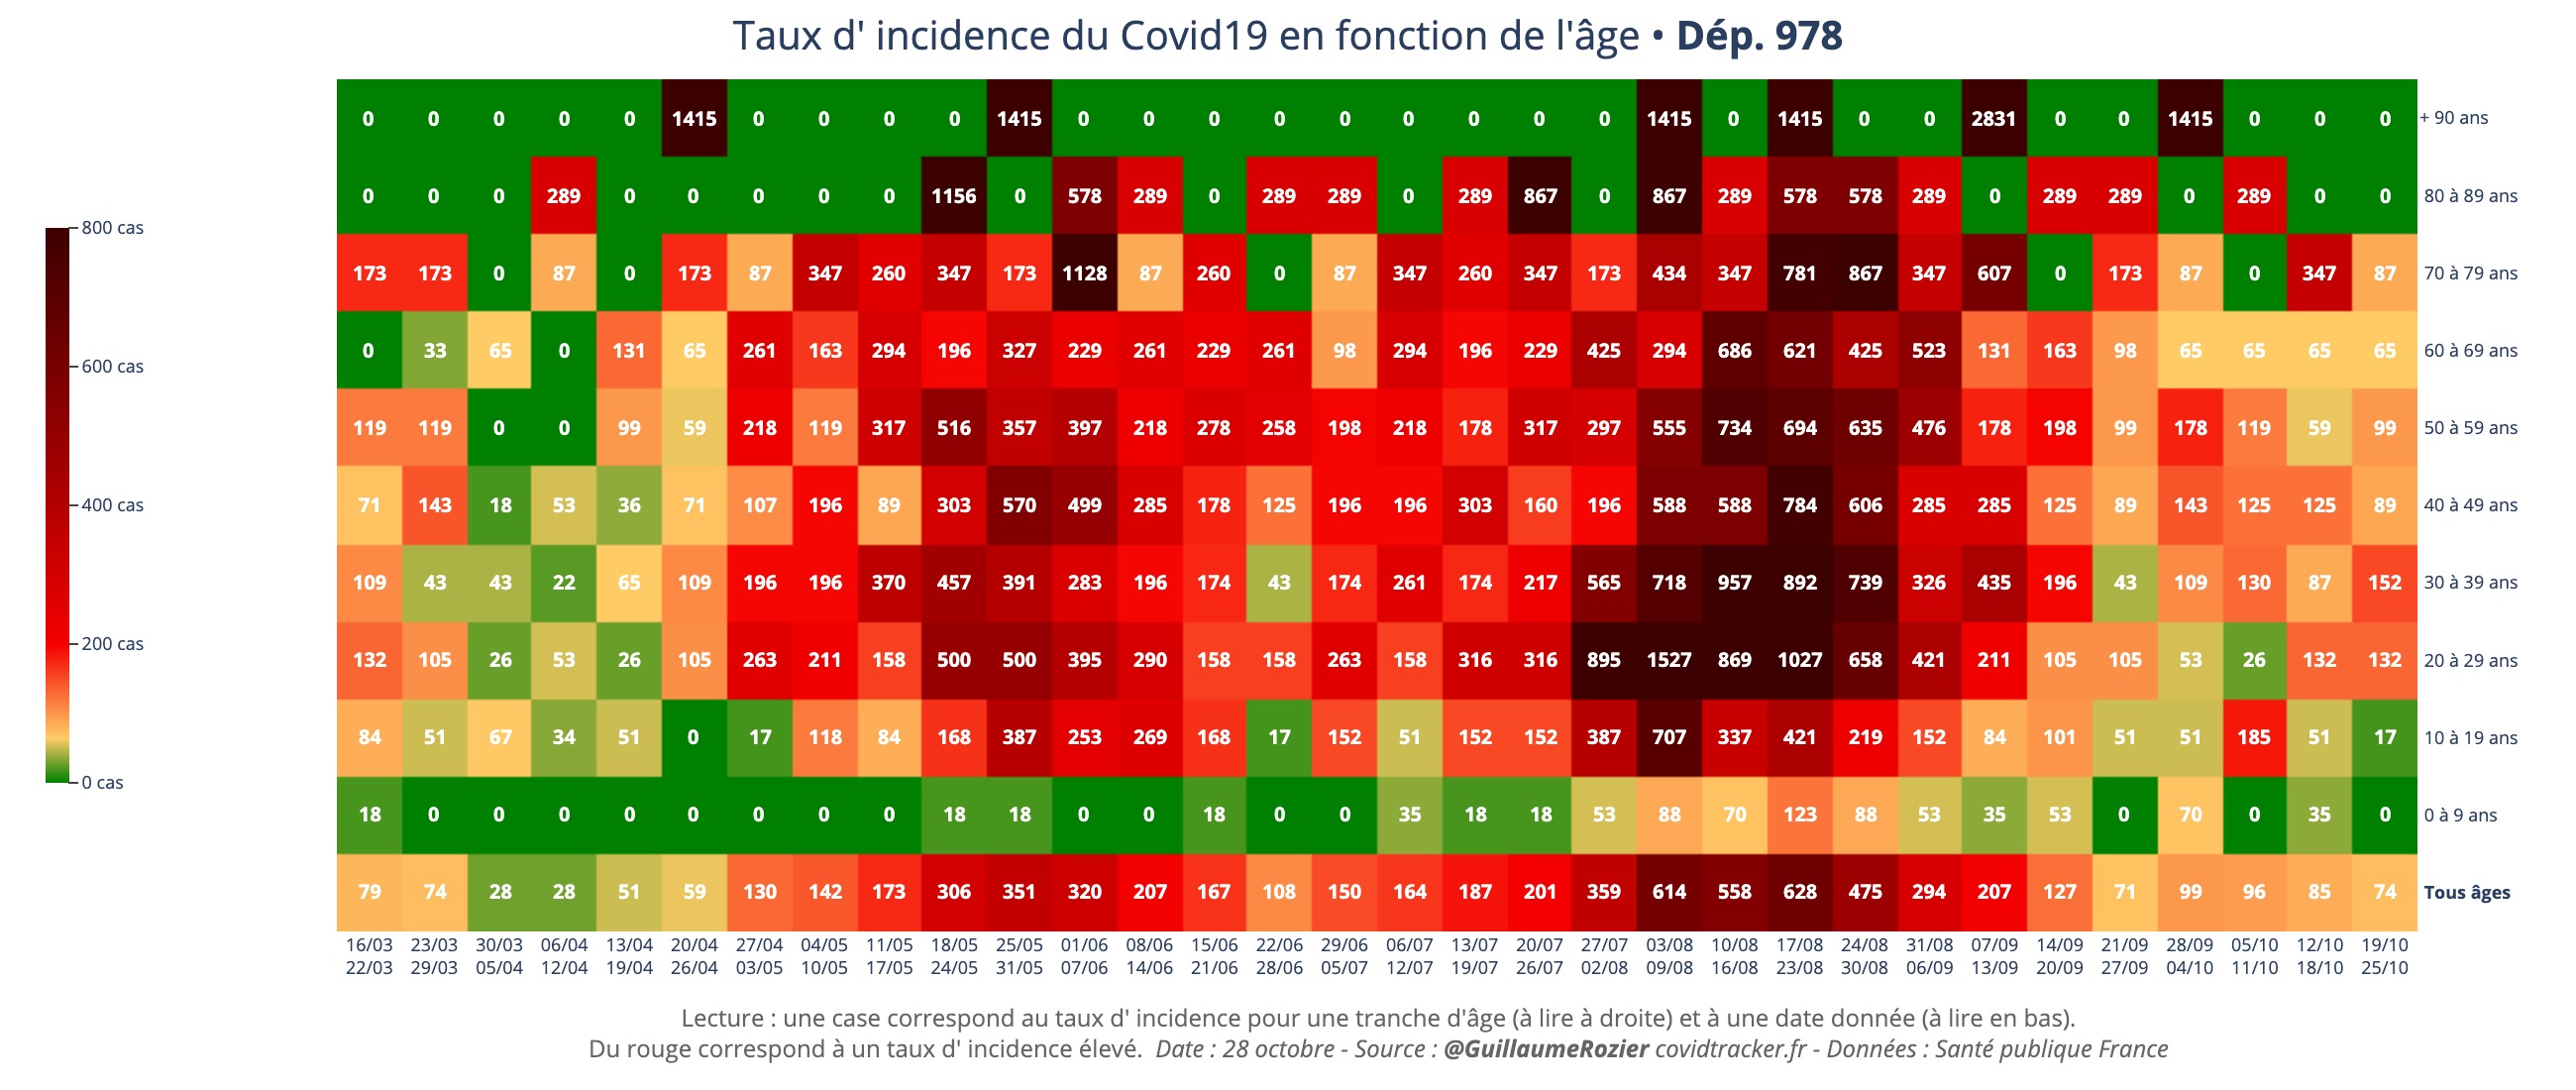 Taux d' incidence du Covid19 en fonction de l'âge • Dép. 978
0 0 0 0 0 1415 0 0 0 0 1415 0 0 0 0 0 0 0 0 0 1415 0 1415 0 0 2831 0 0 1415 0 0 0 + 90 ans
0 0 0 289 0 0 0 0 0 1156 0 578 289 0 289 289 0 289 867 0 867 289 578 578 289 0 289 289 0 289 0 0 80 à 89 ans
800 cas
173 173 0 87 0 173 87 347 260 347 173 1128 87 260 0 87 347 260 347 173 434 347 781 867 347 607 0 173 87 0 347 87 70 à 79 ans
0 33 65 0 131 65 261 163 294 196 327 229 261 229 261 98 294 196 229 425 294 686 621 425 523 131 163 98 65 65 65 65 60 à 69 ans
600 cas
119 119 0 0 99 59 218 119 317 516 357 397 218 278 258 198 218 178 317 297 555 734 694 635 476 178 198 99 178 119 59 99 50 à 59 ans
400 cas
71 143 18 53 36 71 107 196 89 303 570 499 285 178 125 196 196 303 160 196 588 588 784 606 285 285 125 89 143 125 125 89 40 à 49 ans
109 43 43 22 65 109 196 196 370 457 391 283 196 174 43 174 261 174 217 565 718 957 892 739 326 435 196 43 109 130 87 152 30 à 39 ans
200 cas
132 105 26 53 26 105 263 211 158 500 500 395 290 158 158 263 158 316 316 895 1527 869 1027 658 421 211 105 105 53 26 132 132 20 à 29 ans
84 51 67 34 51 0 17 118 84 168 387 253 269 168 17 152 51 152 152 387 707 337 421 219 152 84 101 51 51 185 51 17 10 à 19 ans
0 cas
18 0 0 0 0 0 0 0 0 18 18 0 0 18 0 0 35 18 18 53 88 70 123 88 53 35 53 0 70 0 35 0 0 à 9 ans
79 74 28 28 51 59 130 142 173 306 351 320 207 167 108 150 164 187 201 359 614 558 628 475 294 207 127 71 99 96 85 74 Tous âges
16/03 23/03 30/03 06/04 13/04 20/04 27/04 04/05 11/05 18/05 25/05 01/06 08/06 15/06 22/06 29/06 06/07 13/07 20/07 27/07 03/08 10/08 17/08 24/08 31/08 07/09 14/09 21/09 28/09 05/10 12/10 19/10
22/03 29/03 05/04 12/04 19/04 26/04 03/05 10/05 17/05 24/05 31/05 07/06 14/06 21/06 28/06 05/07 12/07 19/07 26/07 02/08 09/08 16/08 23/08 30/08 06/09 13/09 20/09 27/09 04/10 11/10 18/10 25/10
Lecture : une case correspond au taux d' incidence pour une tranche d'âge (à lire à droite) et à une date donnée (à lire en bas).
Du rouge correspond à un taux d' incidence élevé. Date : 28 octobre - Source : @GuillaumeRozier covidtracker.fr - Données : Santé publique France